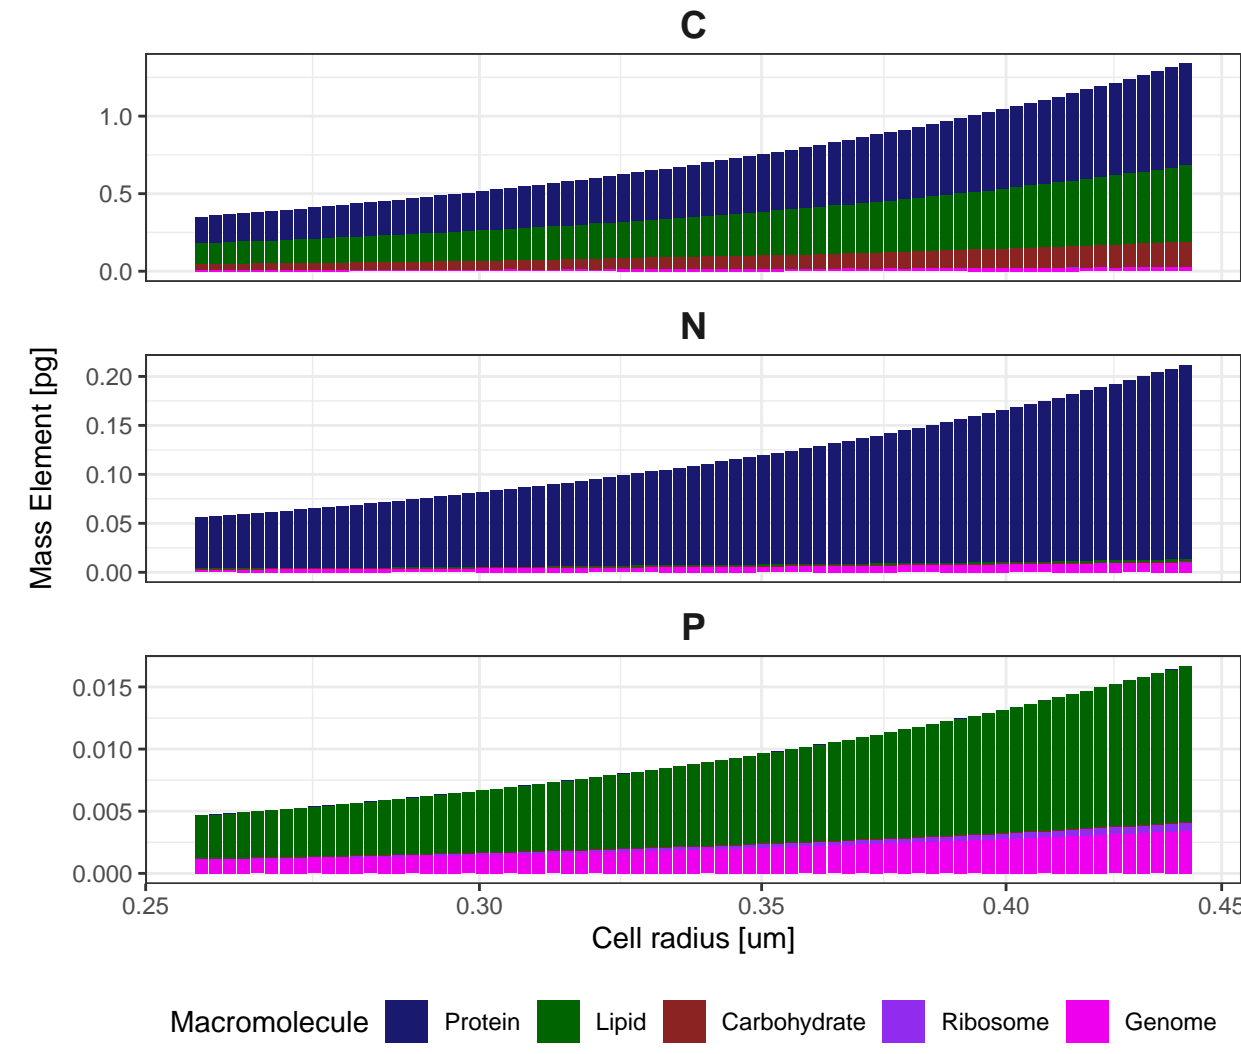 C
1.0
0.5
0.0
N
0.20
0.15
0.10
0.05
0.00
Mass Element [pg]
P
0.015
0.010
0.005
0.000
0.25 0.30 0.35 0.40 0.45
Cell radius [um]
Macromolecule Protein Lipid Carbohydrate Ribosome Genome